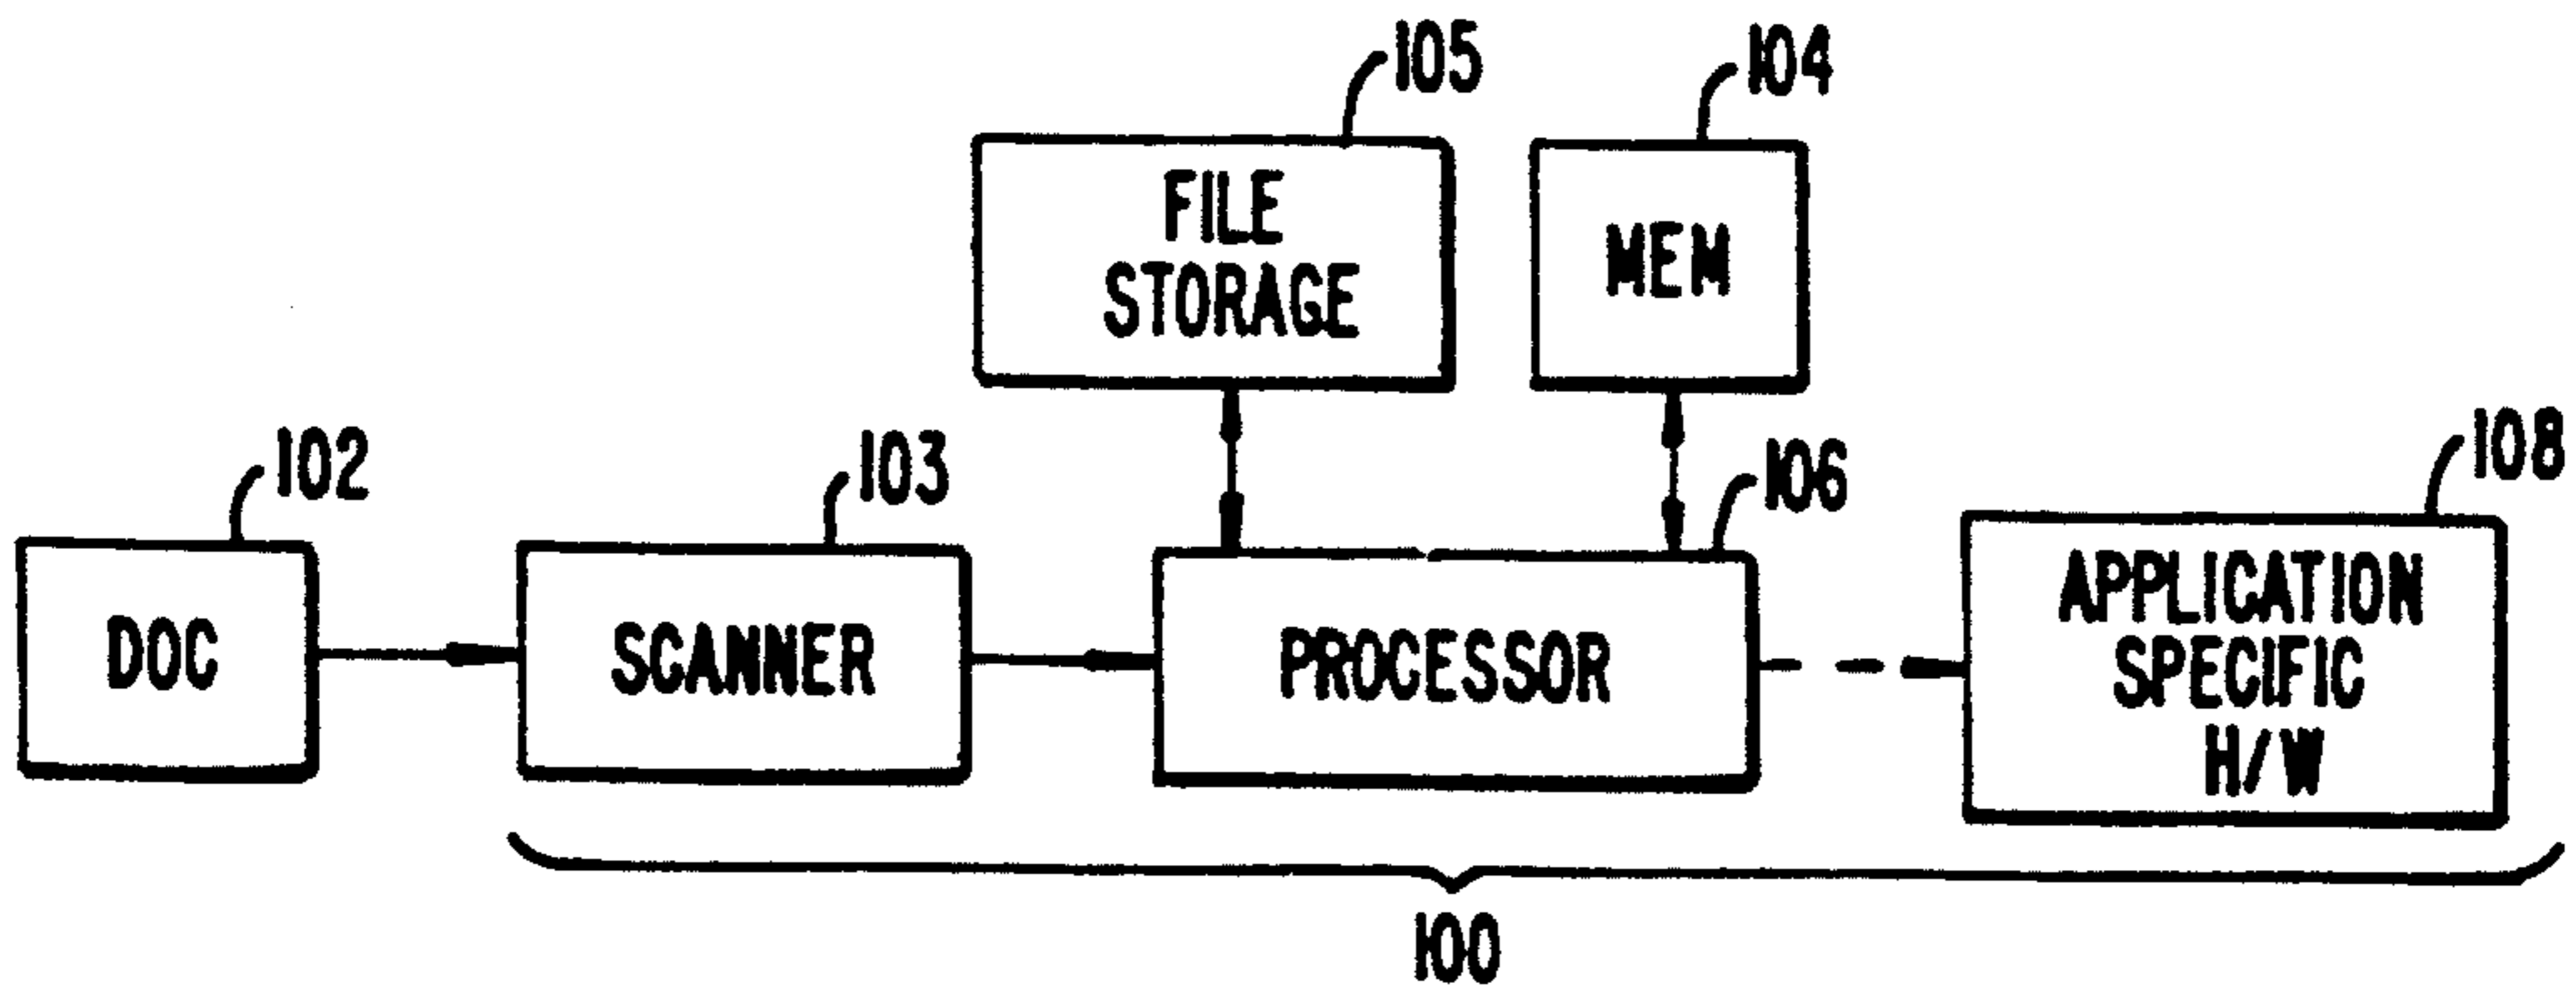 105
104
FILE
STORAGE
MEM
102
103
106
108
DOC
SCANNER
PROCESSOR
APPLICATION
SPECIFIC
H/W
100